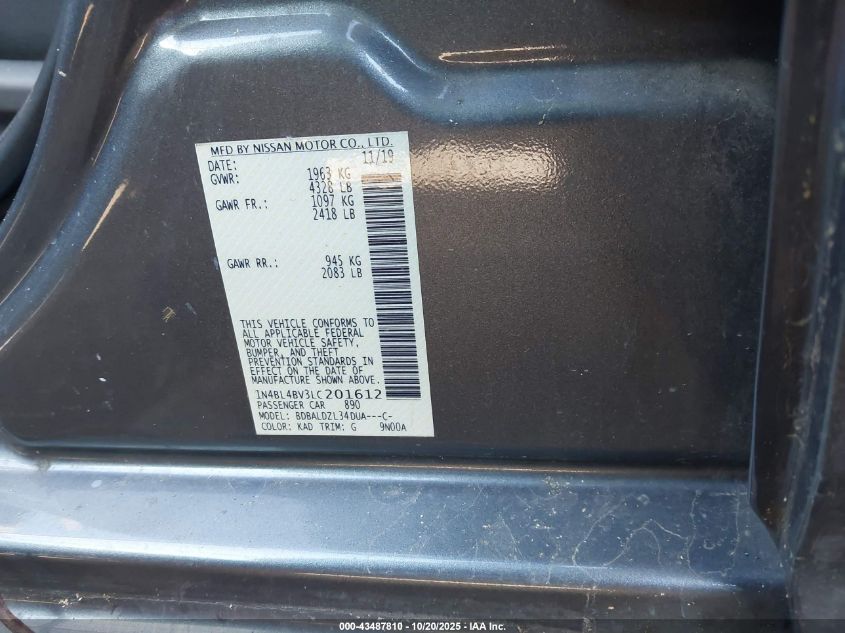 MFD BY NISSAN MOTOR CO., LTD.
DATE: 11/19
GVWR: 1963 KG
4328 LB
GAWR FR.: 1097 KG
2418 LB
GAWR RR.: 945 KG
2083 LB
THIS VEHICLE CONFORMS TO
ALL APPLICABLE FEDERAL
MOTOR VEHICLE SAFETY,
BUMPER, AND THEFT
PREVENTION STANDARDS IN
EFFECT ON THE DATE OF
MANUFACTURE SHOWN ABOVE.
1N4BL4BV3LC201612
PASSENGER CAR 890
MODEL: BDBALDZL34DUA---C-
COLOR: KAD TRIM: G 9N00A
000-43487810 - 10/20/2025 - IAA Inc.